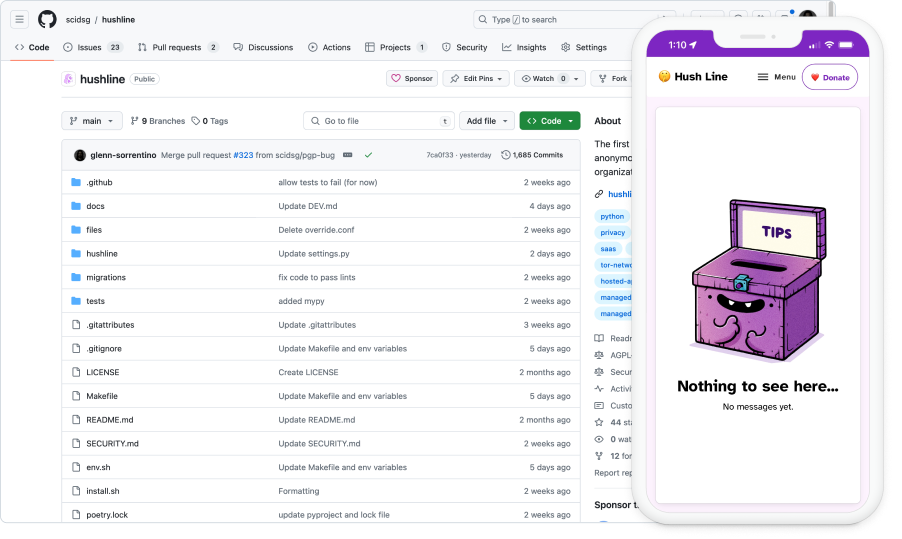 scidsg / hushline
Type / to search
Code
Issues 23
Pull requests 2
Discussions
Actions
Projects 1
Security
Insights
Settings
hushline Public
Sponsor
Edit Pins
Watch 0
Fork
main
9 Branches
0 Tags
Go to file t
Add file
Code
glenn-sorrentino Merge pull request #323 from scidsg/pgp-bug
7ca0f33 · yesterday
1,685 Commits
.github allow tests to fail (for now) 2 weeks ago
docs Update DEV.md 4 days ago
files Delete override.conf 2 weeks ago
hushline Update settings.py 2 days ago
migrations fix code to pass lints 2 weeks ago
tests added mypy 2 weeks ago
.gitattributes Update .gitattributes 3 weeks ago
.gitignore Update Makefile and env variables 5 days ago
LICENSE Create LICENSE 2 months ago
Makefile Update Makefile and env variables 5 days ago
README.md Update README.md 2 months ago
SECURITY.md Update SECURITY.md 2 weeks ago
env.sh Update Makefile and env variables 5 days ago
install.sh Formatting 2 weeks ago
poetry.lock update pyproject and lock file 2 weeks ago
About
The first
anonymo
organizat
hushli
python
privacy
saas
tor-netwo
hosted-ap
managed
managed
Readm
AGPL-
Secur
Activi
Custo
44 sta
0 wat
12 for
Report rep
Sponsor t
1:10
Hush Line
Menu
Donate
TIPS
Nothing to see here...
No messages yet.